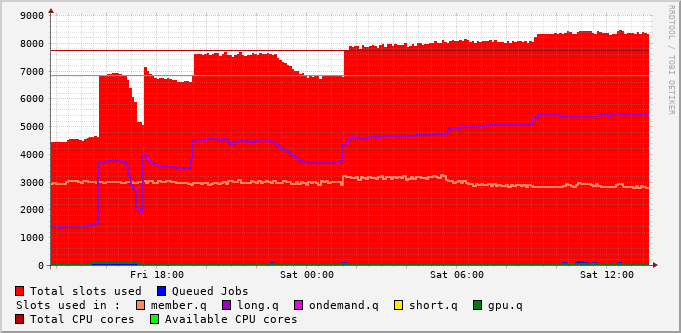 9000
8000
7000
6000
5000
4000
3000
2000
1000
0
Fri 18:00 Sat 00:00 Sat 06:00 Sat 12:00
RRDTOOL / TOBI OETIKER
Total slots used Queued Jobs
Slots used in : member.q long.q ondemand.q short.q gpu.q
Total CPU cores Available CPU cores